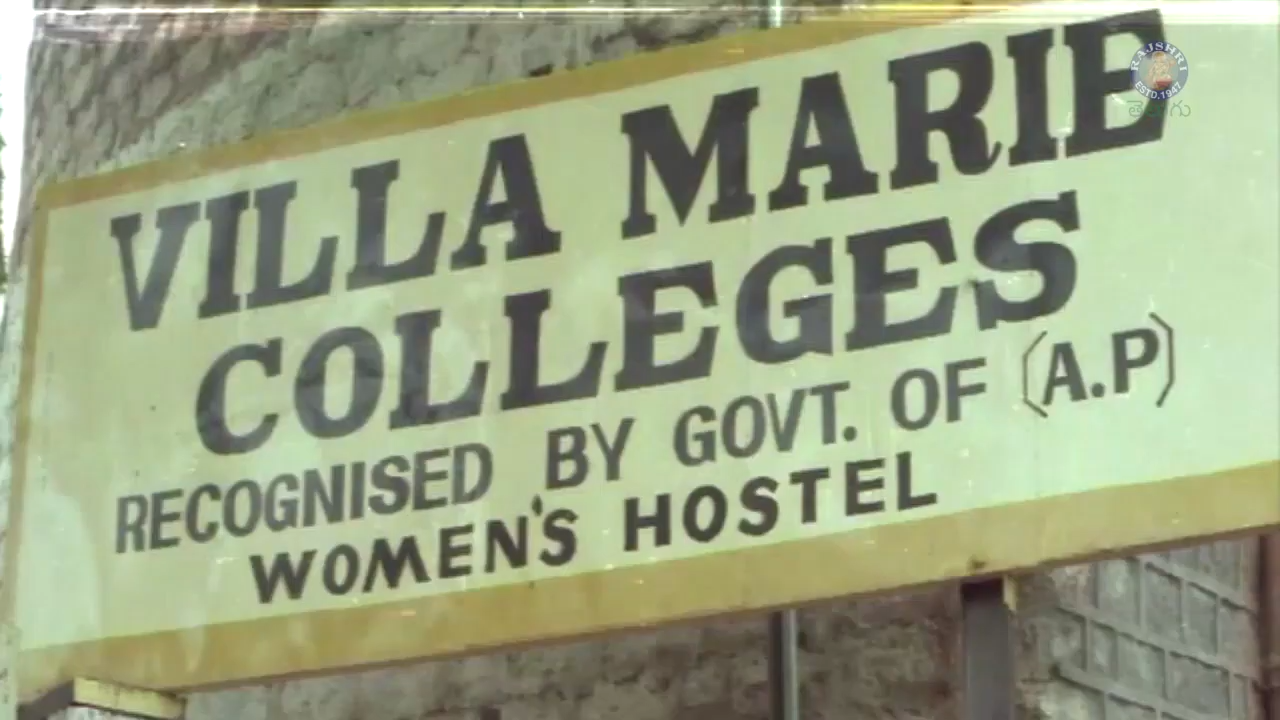 VILLA MARIE
COLLEGES
RECOGNISED BY GOVT. OF (A.P)
WOMEN'S HOSTEL
RAJSHRI
ESTD.1947
తెలుగు